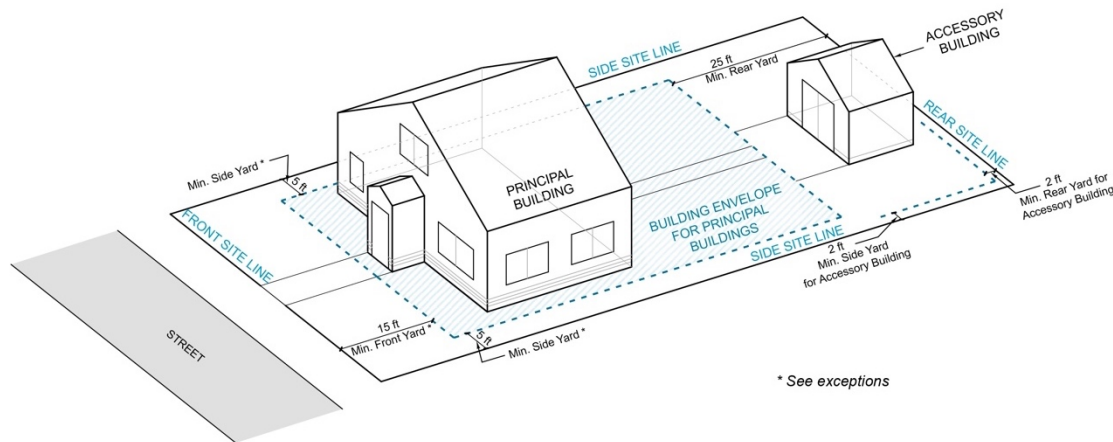 ACCESSORY
BUILDING
SIDE SITE LINE
25 ft
Min. Rear Yard
REAR SITE LINE
Min. Side Yard *
5 ft
PRINCIPAL
BUILDING
2 ft
Min. Rear Yard for
Accessory Building
FRONT SITE LINE
BUILDING ENVELOPE
FOR PRINCIPAL
BUILDINGS
SIDE SITE LINE
2 ft
Min. Side Yard
for Accessory Building
15 ft
Min. Front Yard *
5 ft
Min. Side Yard *
STREET
* See exceptions